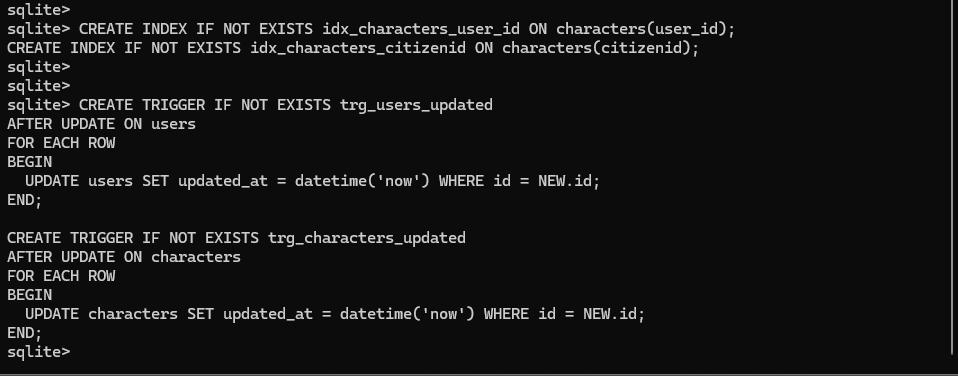 sqlite>
sqlite> CREATE INDEX IF NOT EXISTS idx_characters_user_id ON characters(user_id);
CREATE INDEX IF NOT EXISTS idx_characters_citizenid ON characters(citizenid);
sqlite>
sqlite>
sqlite> CREATE TRIGGER IF NOT EXISTS trg_users_updated
AFTER UPDATE ON users
FOR EACH ROW
BEGIN
  UPDATE users SET updated_at = datetime('now') WHERE id = NEW.id;
END;

CREATE TRIGGER IF NOT EXISTS trg_characters_updated
AFTER UPDATE ON characters
FOR EACH ROW
BEGIN
  UPDATE characters SET updated_at = datetime('now') WHERE id = NEW.id;
END;
sqlite>